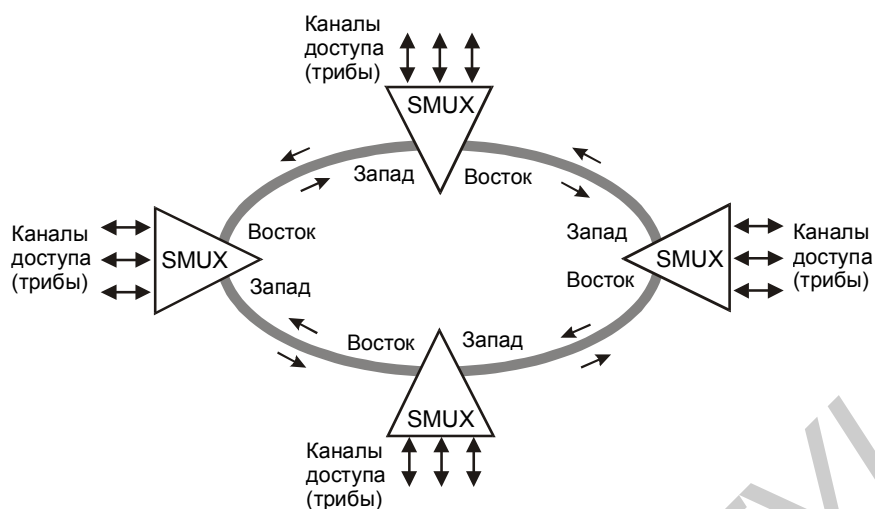 Каналы
доступа
(трибы)
SMUX
Запад
Восток
Каналы
доступа
(трибы)
SMUX
Восток
Запад
Запад
Восток
SMUX
Каналы
доступа
(трибы)
Восток
Запад
SMUX
Каналы
доступа
(трибы)